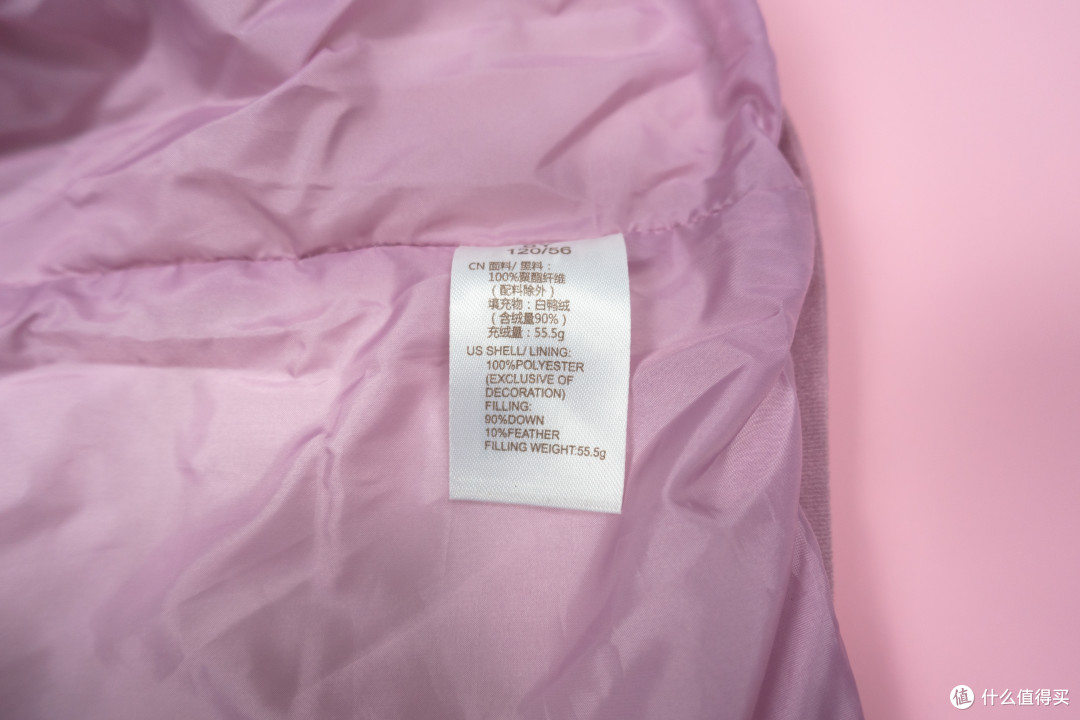 120/56
CN 面料/里料:
100%聚酯纤维
(配料除外)
填充物:白鸭绒
(含绒量90%)
充绒量:55.5g
US SHELL/ LINING:
100%POLYESTER
(EXCLUSIVE OF
DECORATION)
FILLING:
90%DOWN
10%FEATHER
FILLING WEIGHT:55.5g
值 什么值得买